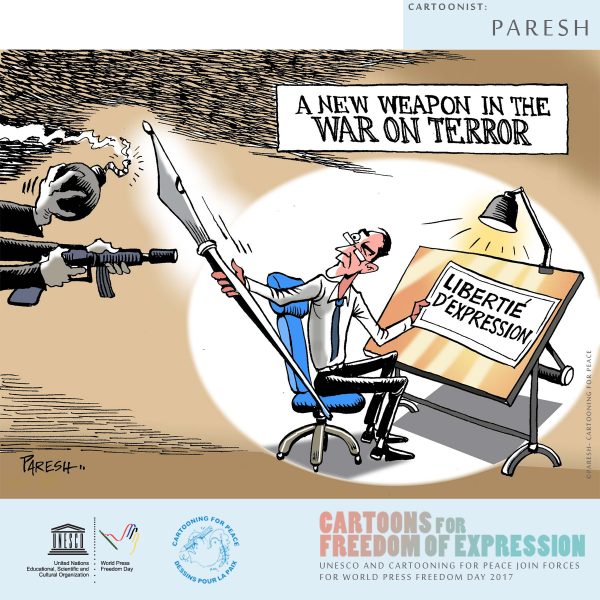 CARTOONIST:
PARESH
A NEW WEAPON IN THE
WAR ON TERROR
LIBERTIÉ
D'EXPRESSION
PARESH
©PARESH - CARTOONING FOR PEACE
UNESCO
United Nations
Educational, Scientific and
Cultural Organization
World Press
Freedom Day
CARTOONING FOR PEACE
DESSINS POUR LA PAIX
CARTOONS FOR
FREEDOM OF EXPRESSION
UNESCO AND CARTOONING FOR PEACE JOIN FORCES
FOR WORLD PRESS FREEDOM DAY 2017